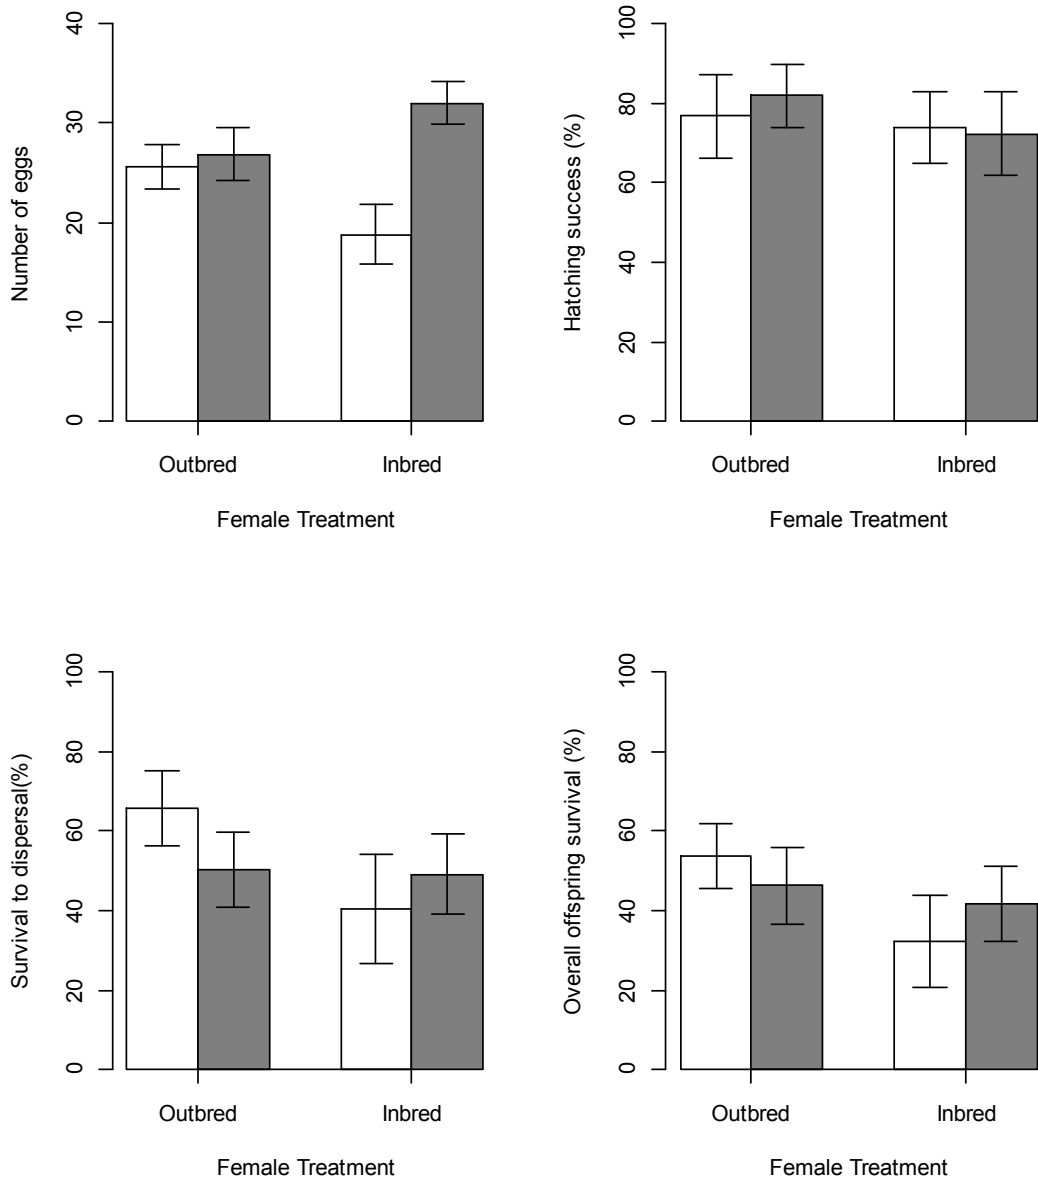 Number of eggs
40
30
20
10
0
Outbred Inbred
Female Treatment
Hatching success (%)
100
80
60
40
20
0
Outbred Inbred
Female Treatment
Survival to dispersal(%)
100
80
60
40
20
0
Outbred Inbred
Female Treatment
Overall offspring survival (%)
100
80
60
40
20
0
Outbred Inbred
Female Treatment